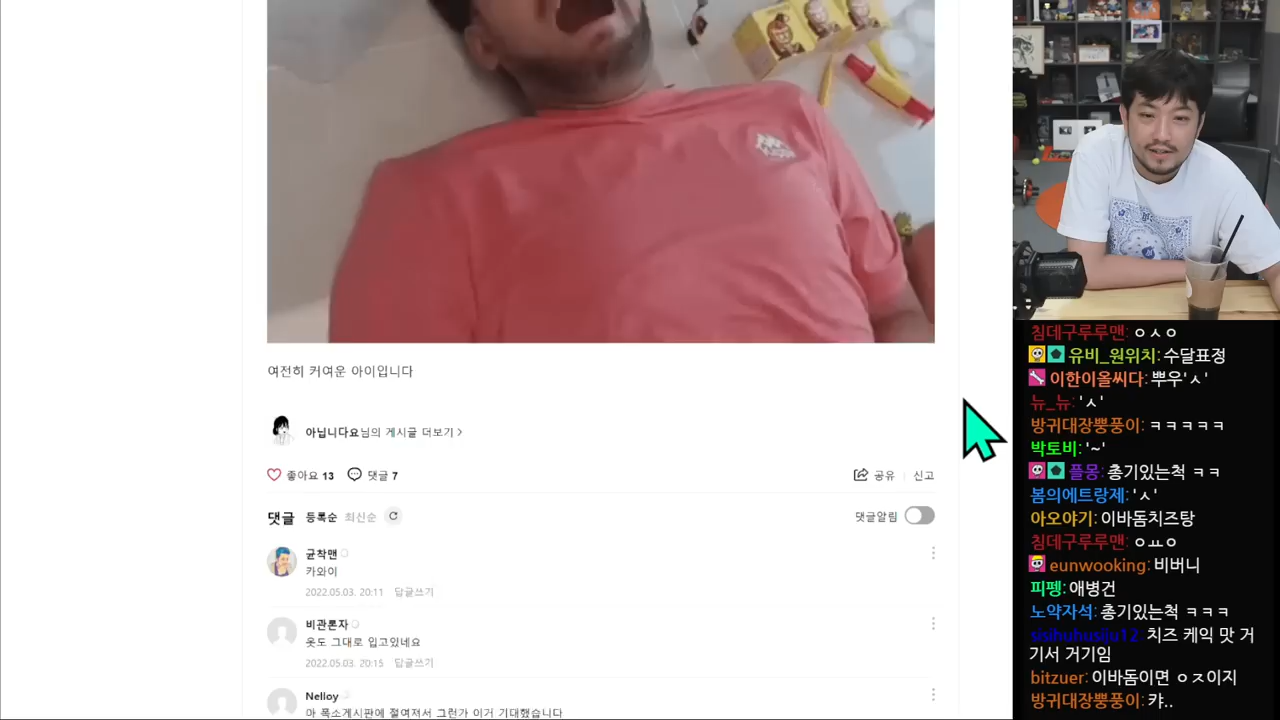 여전히 커여운 아이입니다
아닙니다요님의 게시글 더보기 >
좋아요 13 댓글 7
공유 신고
댓글 등록순 최신순
댓글알림
균착맨
카와이
2022.05.03. 20:11 답글쓰기
비관론자
옷도 그대로 입고있네요
2022.05.03. 20:15 답글쓰기
Nelloy
아 폭소게시판에 절여져서 그런가 이거 기대했습니다
침데구루루맨: ㅇㅅㅇ
유비_원위치: 수달표정
이한이올씨다: 뿌우'ㅅ'
뉴_뉴: 'ㅅ'
방귀대장뿡풍이: ㅋㅋㅋㅋㅋ
박토비: '~'
플몽: 총기있는척 ㅋㅋ
봄의에트랑제: 'ㅅ'
아오야기: 이바돔치즈탕
침데구루루맨: ㅇㅛㅇ
eunwooking: 비버니
피펭: 애병건
노약자석: 총기있는척 ㅋㅋㅋ
sisihuhusiju12: 치즈 케익 맛 거
기서 거기임
bitzuer: 이바돔이면 ㅇㅈ이지
방귀대장뿡풍이: 캬..